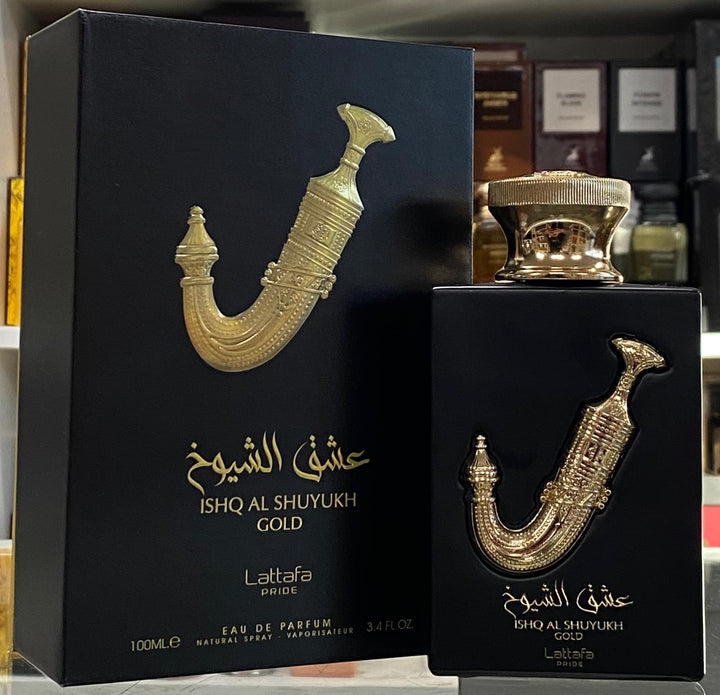 عشق الشيوخ
ISHQ AL SHUYUKH
GOLD
Lattafa
PRIDE
EAU DE PARFUM
100ML.e NATURAL SPRAY - VAPORISATEUR 3.4 FL.OZ.
عشق الشيوخ
ISHQ AL SHUYUKH
GOLD
Lattafa
PRIDE